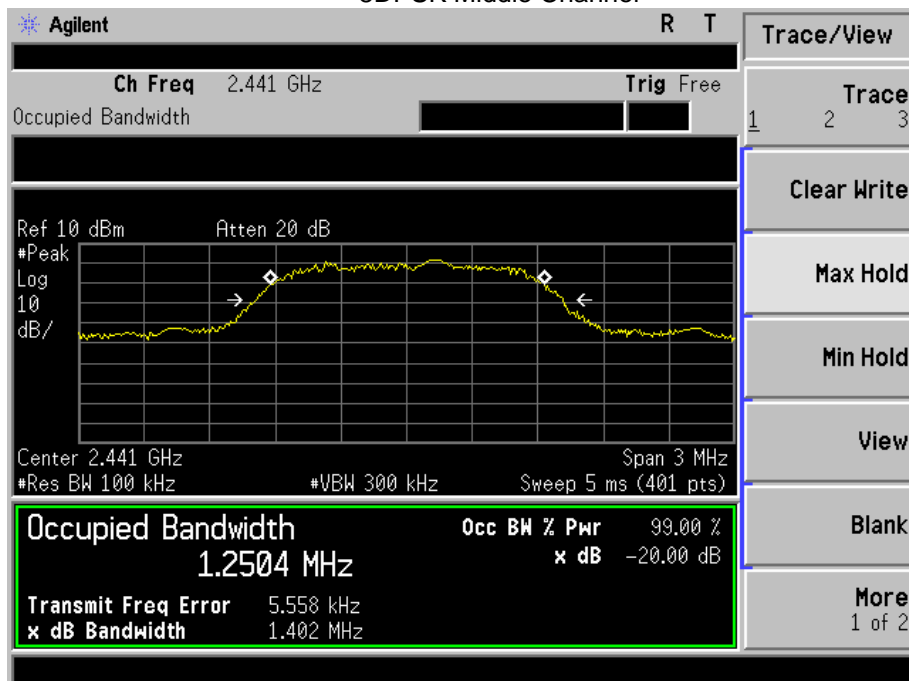 Agilent R T
Trace/View
Ch Freq 2.441 GHz Trig Free
Occupied Bandwidth
Trace
1 2 3
Clear Write
Max Hold
Min Hold
View
Blank
More
1 of 2
Ref 10 dBm Atten 20 dB
#Peak
Log
10
dB/
Center 2.441 GHz Span 3 MHz
#Res BW 100 kHz #VBW 300 kHz Sweep 5 ms (401 pts)
Occupied Bandwidth Occ BW % Pwr 99.00 %
1.2504 MHz x dB -20.00 dB
Transmit Freq Error 5.558 kHz
x dB Bandwidth 1.402 MHz